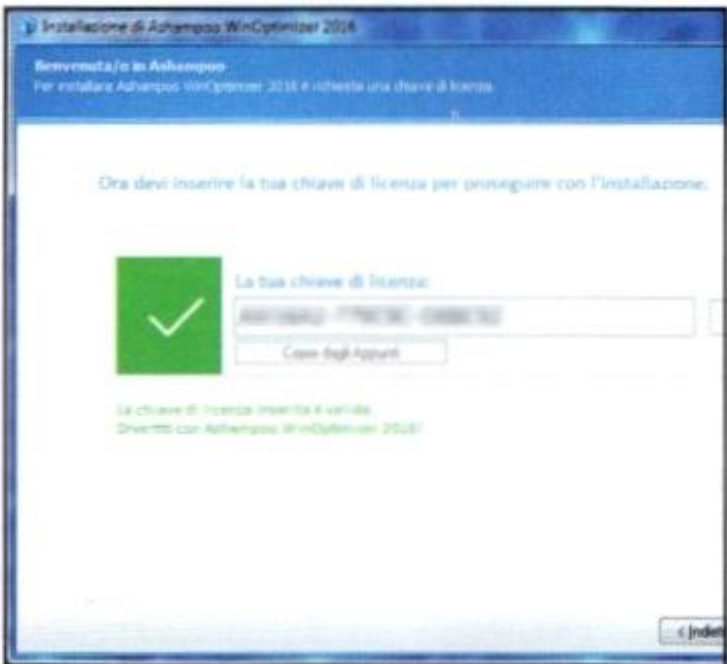 Installazione di Ashampoo WinOptimizer 2016
Benvenuta/o in Ashampoo
Per installare Ashampoo WinOptimizer 2016 è richiesta una chiave di licenza.
Ora devi inserire la tua chiave di licenza per proseguire con l'installazione.
La tua chiave di licenza:
Copia dagli Appunti
La chiave di licenza inserita è valida.
Divertiti con Ashampoo WinOptimizer 2016!